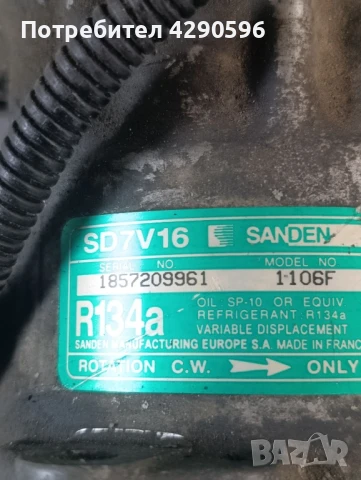 Потребител 4290596
SD7V16 SANDEN
SERIAL NO MODEL NO
1857209961 1106F
R134a
OIL SP-10 OR EQUIV
REFRIGERANT R134a
VARIABLE DISPLACEMENT
SANDEN MANUFACTURING EUROPE S.A. MADE IN FRANCE
ROTATION C.W. ONLY
BAZAR